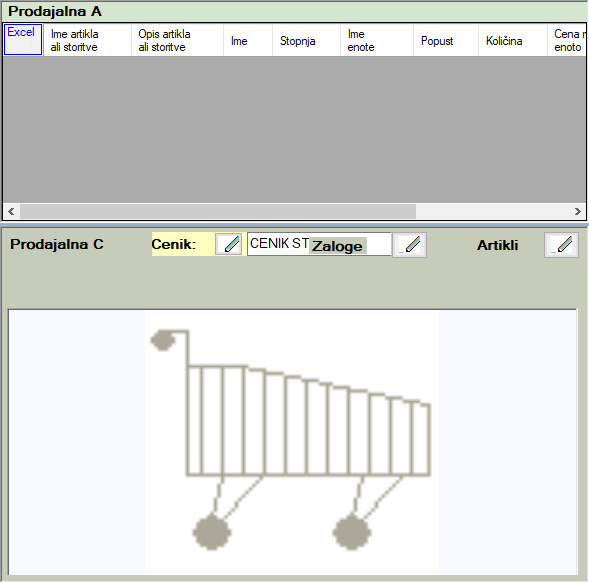 Prodajalna A
Excel
Ime artikla
ali storitve
Opis artikla
ali storitve
Ime
Stopnja
Ime
enote
Popust
Količina
Cena
enoto
Prodajalna C
Cenik:
CENIK ST
Zaloge
Artikli